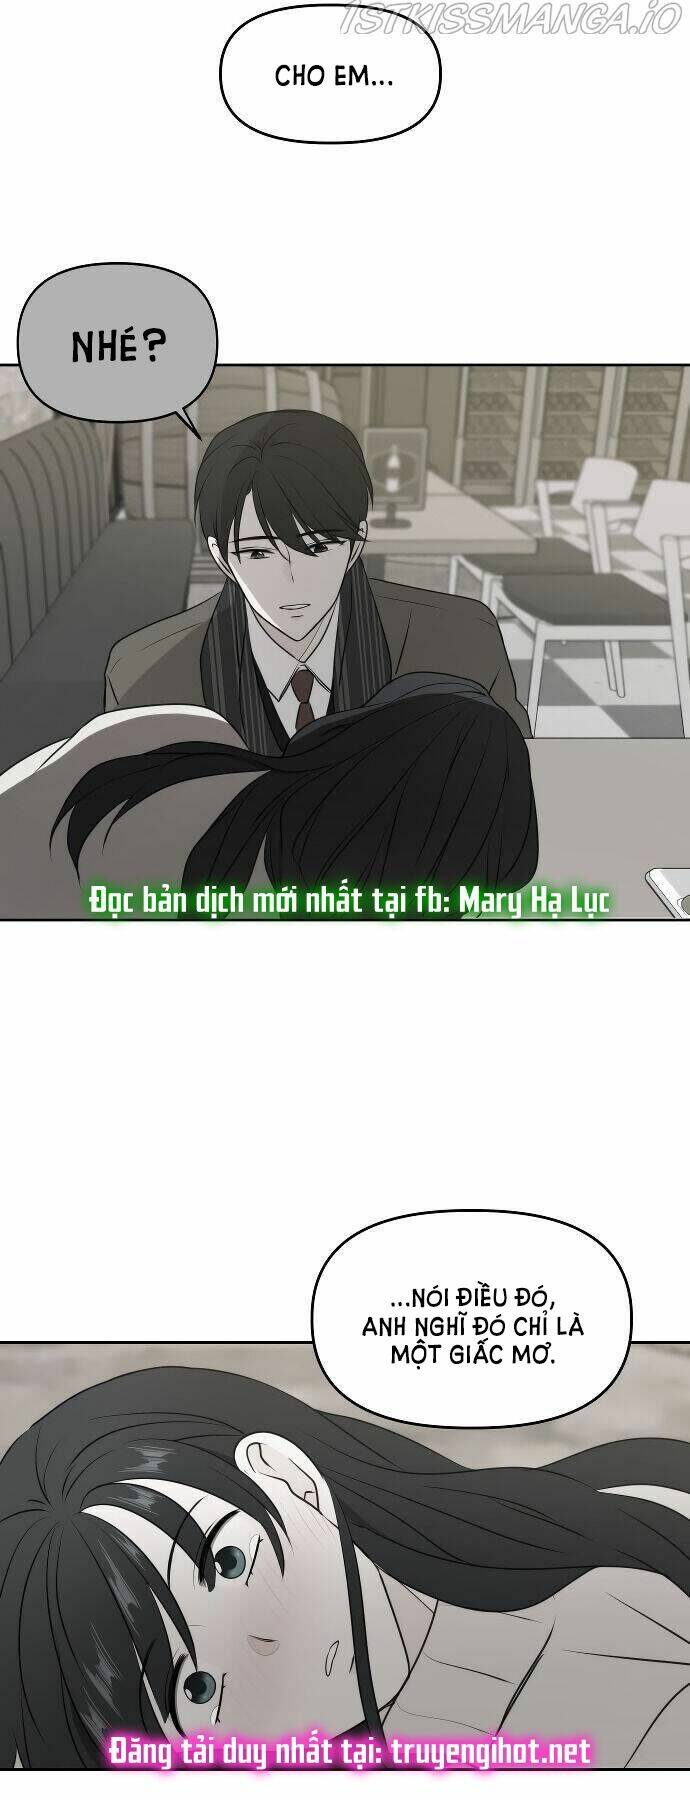 1STKISSMANGA.IO
CHO EM...
NHÉ?
Đọc bản dịch mới nhất tại fb: Mary Hạ Lục
...NÓI ĐIỀU ĐÓ,
ANH NGHĨ ĐÓ CHỈ LÀ
MỘT GIẤC MƠ.
Đăng tải duy nhất tại: truyengihot.net